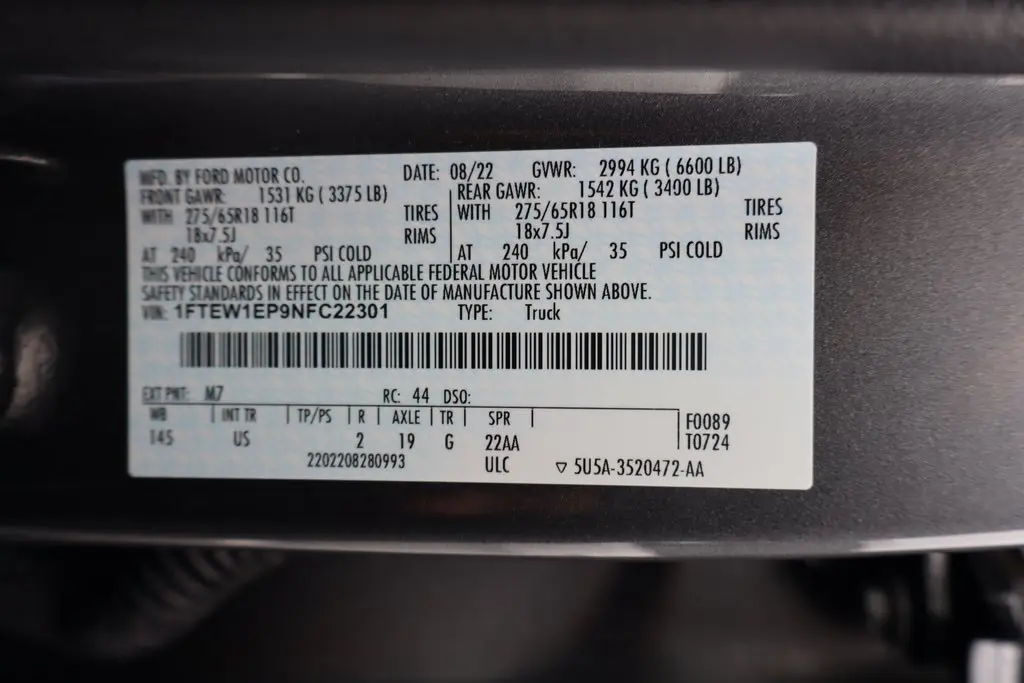 MFD. BY FORD MOTOR CO. DATE: 08/22 GVWR: 2994 KG ( 6600 LB)
FRONT GAWR: 1531 KG ( 3375 LB) REAR GAWR: 1542 KG ( 3400 LB)
WITH 275/65R18 116T TIRES WITH 275/65R18 116T TIRES
18x7.5J RIMS 18x7.5J RIMS
AT 240 kPa/ 35 PSI COLD AT 240 kPa/ 35 PSI COLD
THIS VEHICLE CONFORMS TO ALL APPLICABLE FEDERAL MOTOR VEHICLE
SAFETY STANDARDS IN EFFECT ON THE DATE OF MANUFACTURE SHOWN ABOVE.
VIN: 1FTEW1EP9NFC22301 TYPE: Truck
EXT PNT: M7 RC: 44 DSO:
WB INT TR TP/PS R AXLE TR SPR F0089
145 US 2 19 G 22AA T0724
2202208280993 ULC ▽ 5U5A-3520472-AA